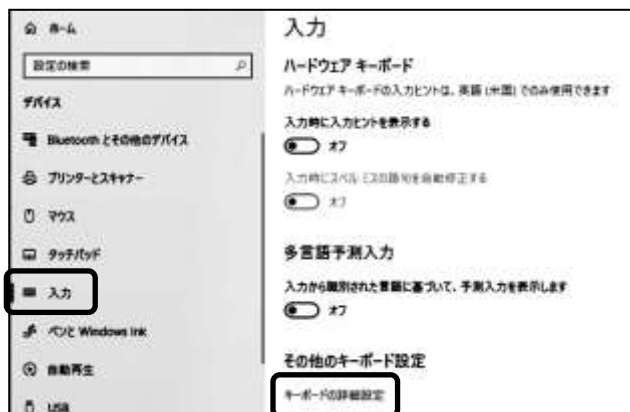 ホーム
設定の検索
デバイス
Bluetooth とその他のデバイス
プリンターとスキャナー
マウス
タッチパッド
入力
ペンと Windows Ink
自動再生
USB
入力
ハードウェア キーボード
ハードウェア キーボードの入力ヒントは、英語 (米国) でのみ使用できます
入力時に入力ヒントを表示する
オフ
入力時にスペル ミスの語句を自動修正する
オフ
多言語予測入力
入力から識別された言語に基づいて、予測入力を表示します
オフ
その他のキーボード設定
キーボードの詳細設定